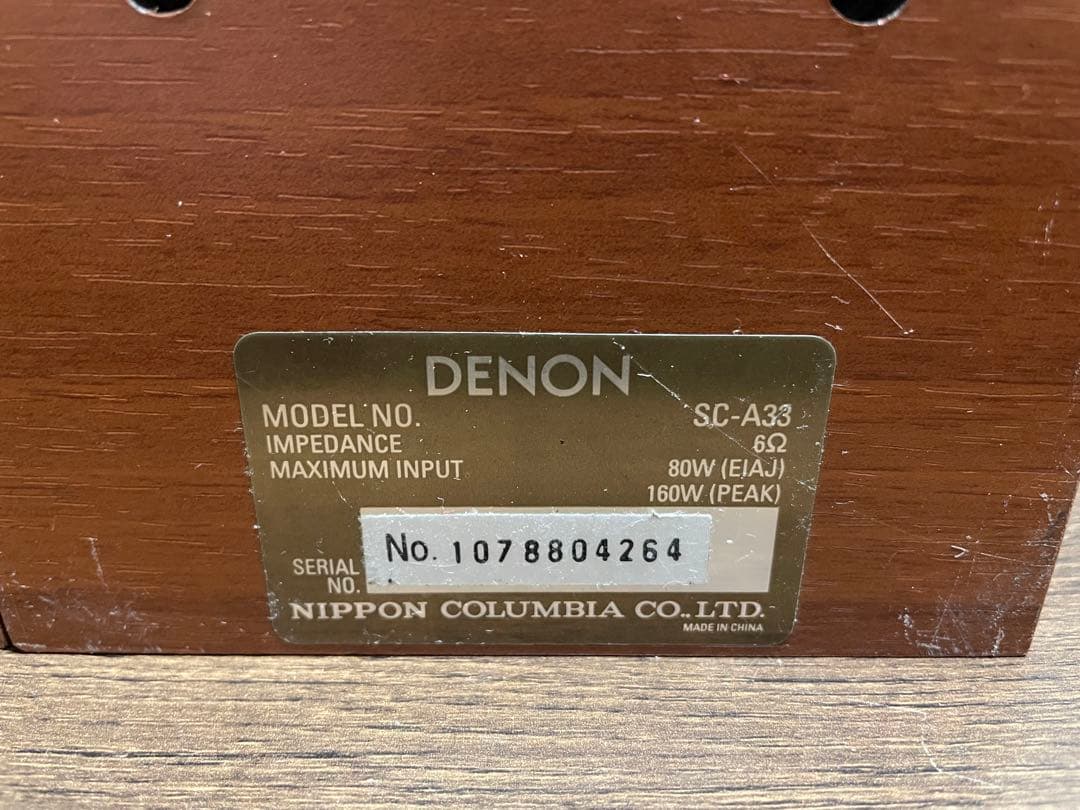 DENON
MODEL NO. SC-A33
IMPEDANCE 6Ω
MAXIMUM INPUT 80W (EIAJ)
160W (PEAK)
SERIAL NO. No. 1078804264
NIPPON COLUMBIA CO.,LTD.
MADE IN CHINA